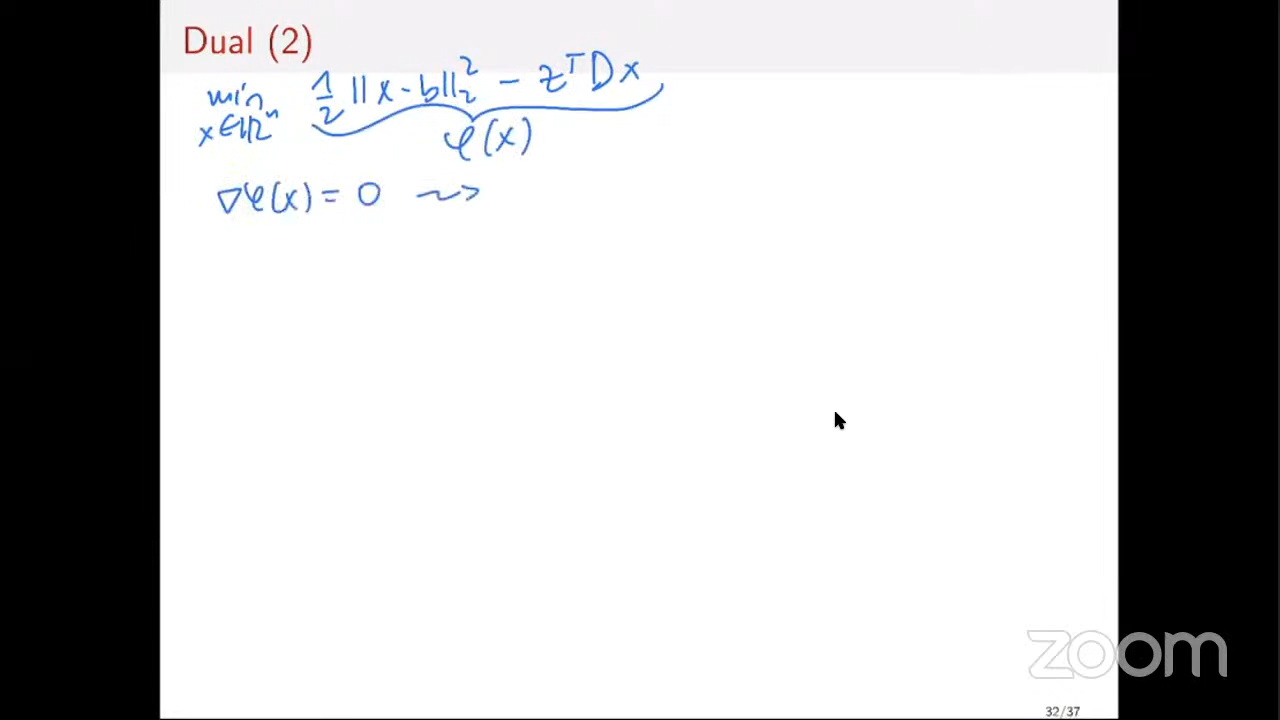 Dual (2)
min x∈ℝⁿ ½‖x - b‖₂² - zᵀDx
φ(x)
∇φ(x) = 0 ⇝
zoom
32/37